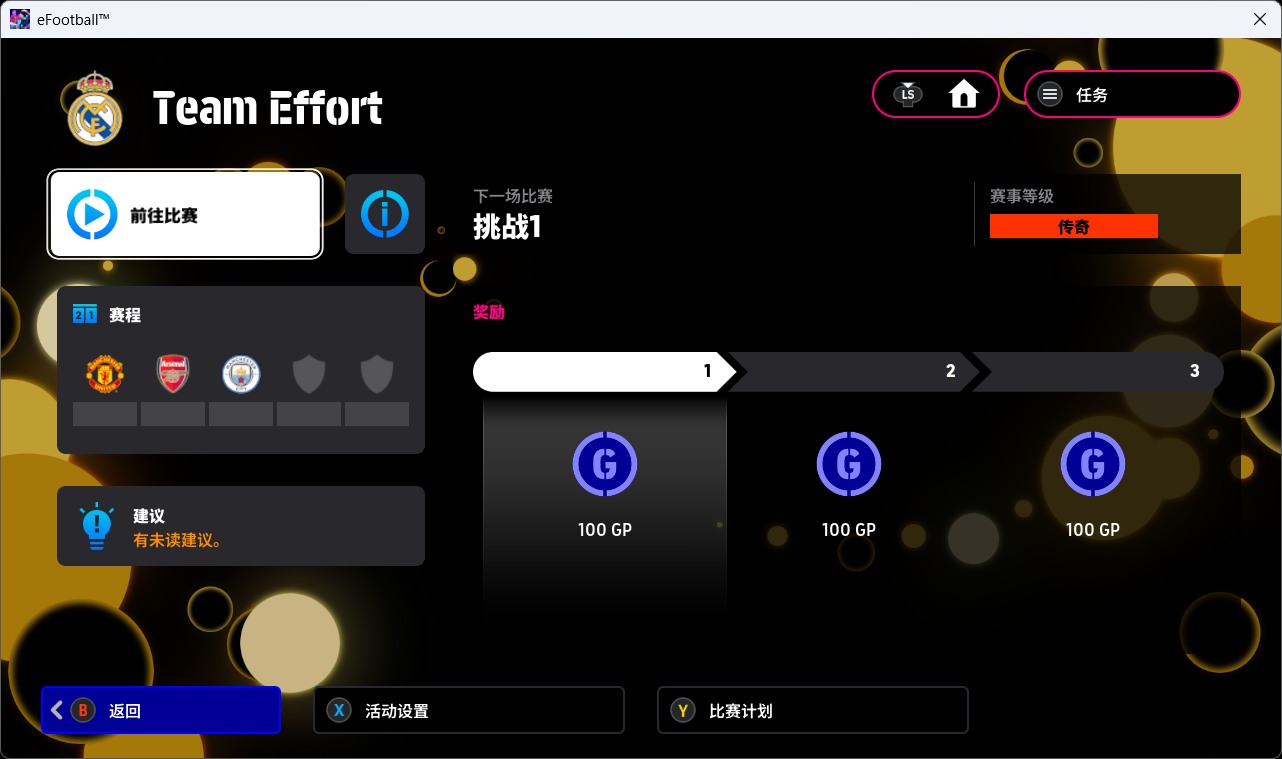 eFootball™
Team Effort
LS
任务
前往比赛
下一场比赛
挑战1
赛事等级
传奇
21 赛程
奖励
1
2
3
Arsenal
100 GP
100 GP
100 GP
建议
有未读建议。
B 返回
X 活动设置
Y 比赛计划